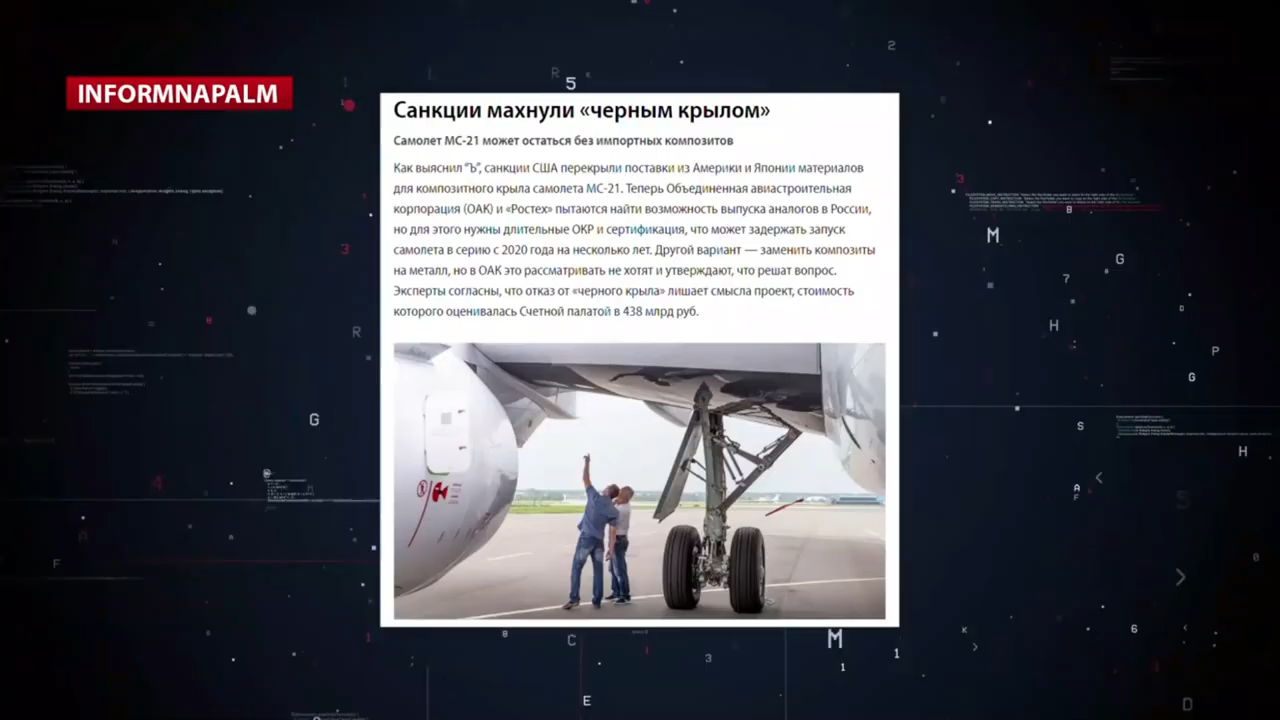 INFORMNAPALM
Санкции махнули «черным крылом»
Самолет МС-21 может остаться без импортных композитов
Как выяснил “Ъ”, санкции США перекрыли поставки из Америки и Японии материалов
для композитного крыла самолета МС-21. Теперь Объединенная авиастроительная
корпорация (ОАК) и «Ростех» пытаются найти возможность выпуска аналогов в России,
но для этого нужны длительные ОКР и сертификация, что может задержать запуск
самолета в серию с 2020 года на несколько лет. Другой вариант — заменить композиты
на металл, но в ОАК это рассматривать не хотят и утверждают, что решат вопрос.
Эксперты согласны, что отказ от «черного крыла» лишает смысла проект, стоимость
которого оценивалась Счетной палатой в 438 млрд руб.